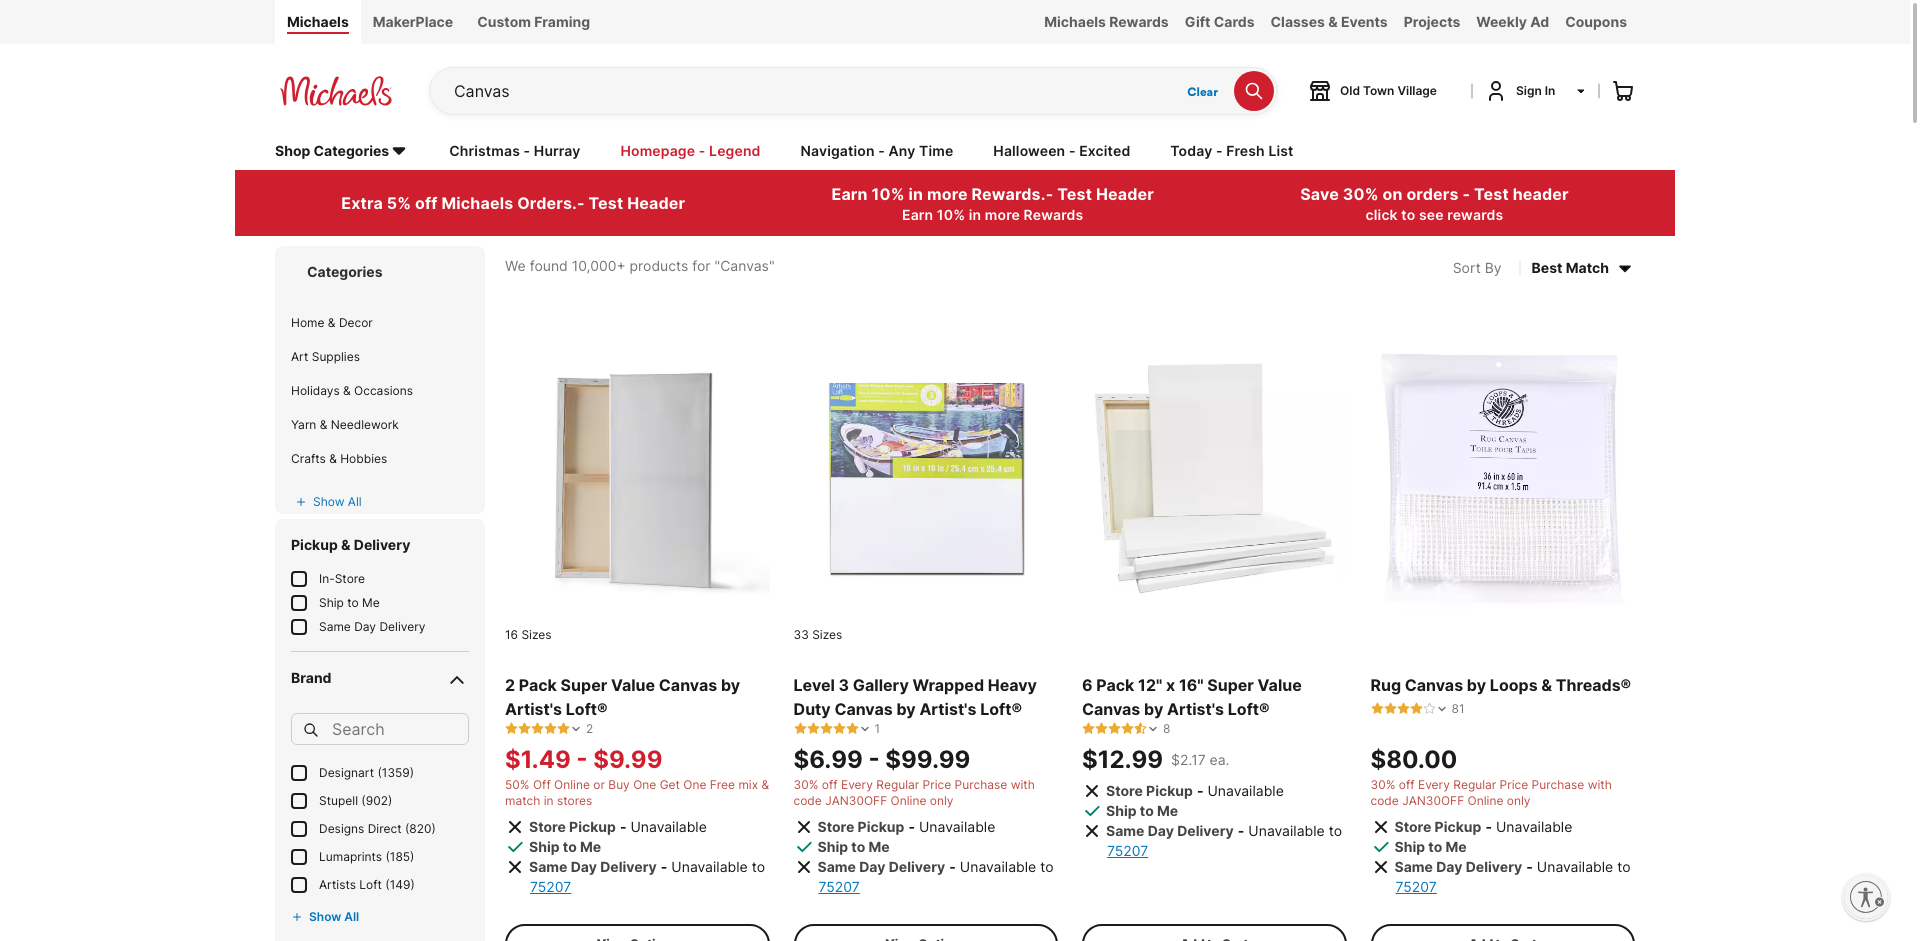 Michaels MakerPlace Custom Framing Michaels Rewards Gift Cards Classes & Events Projects Weekly Ad Coupons
Michaels Canvas Clear Old Town Village Sign In
Shop Categories Christmas - Hurray Homepage - Legend Navigation - Any Time Halloween - Excited Today - Fresh List
Extra 5% off Michaels Orders.- Test Header
Earn 10% in more Rewards.- Test Header
Earn 10% in more Rewards
Save 30% on orders - Test header
click to see rewards
Categories
Home & Decor
Art Supplies
Holidays & Occasions
Yarn & Needlework
Crafts & Hobbies
+ Show All
Pickup & Delivery
In-Store
Ship to Me
Same Day Delivery
Brand
Search
Designart (1359)
Stupell (902)
Designs Direct (820)
Lumaprints (185)
Artists Loft (149)
+ Show All
We found 10,000+ products for "Canvas"
Sort By Best Match
16 Sizes
2 Pack Super Value Canvas by
Artist's Loft®
2
$1.49 - $9.99
50% Off Online or Buy One Get One Free mix &
match in stores
Store Pickup - Unavailable
Ship to Me
Same Day Delivery - Unavailable to
75207
3
10 in x 10 in / 25.4 cm x 25.4 cm
33 Sizes
Level 3 Gallery Wrapped Heavy
Duty Canvas by Artist's Loft®
1
$6.99 - $99.99
30% off Every Regular Price Purchase with
code JAN30OFF Online only
Store Pickup - Unavailable
Ship to Me
Same Day Delivery - Unavailable to
75207
6 Pack 12" x 16" Super Value
Canvas by Artist's Loft®
8
$12.99 $2.17 ea.
Store Pickup - Unavailable
Ship to Me
Same Day Delivery - Unavailable to
75207
LOOPS &
THREADS
RUG CANVAS
TOILE POUR TAPIS
36 in x 60 in
91.4 cm x 1.5 m
Rug Canvas by Loops & Threads®
81
$80.00
30% off Every Regular Price Purchase with
code JAN30OFF Online only
Store Pickup - Unavailable
Ship to Me
Same Day Delivery - Unavailable to
75207